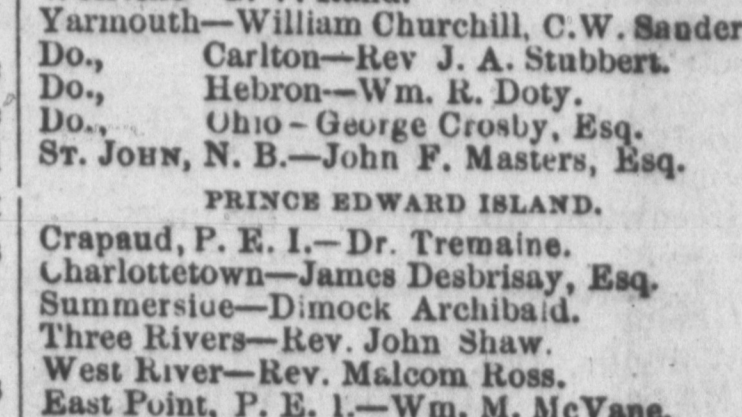 Yarmouth—William Churchill, C.W. Sander
Do., Carlton—Rev J. A. Stubbert.
Do., Hebron—Wm. R. Doty.
Do., Ohio – George Crosby, Esq.
ST. JOHN, N. B.—John F. Masters, Esq.
PRINCE EDWARD ISLAND.
Crapaud, P. E. I.—Dr. Tremaine.
Charlottetown—James Desbrisay, Esq.
Summerside—Dimock Archibald.
Three Rivers—Rev. John Shaw.
West River—Rev. Malcom Ross.
East Point, P. E. I.—Wm. M. McVane